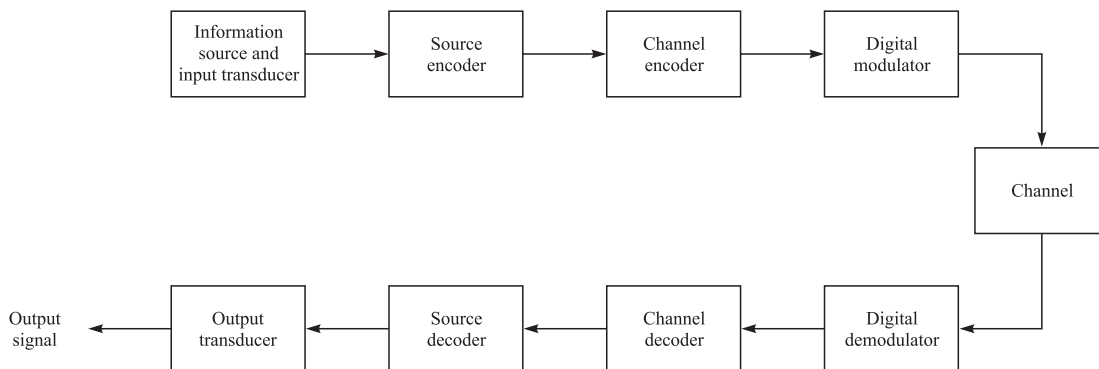 Information
source and
input transducer
Source
encoder
Channel
encoder
Digital
modulator
Channel
Output
signal
Output
transducer
Source
decoder
Channel
decoder
Digital
demodulator